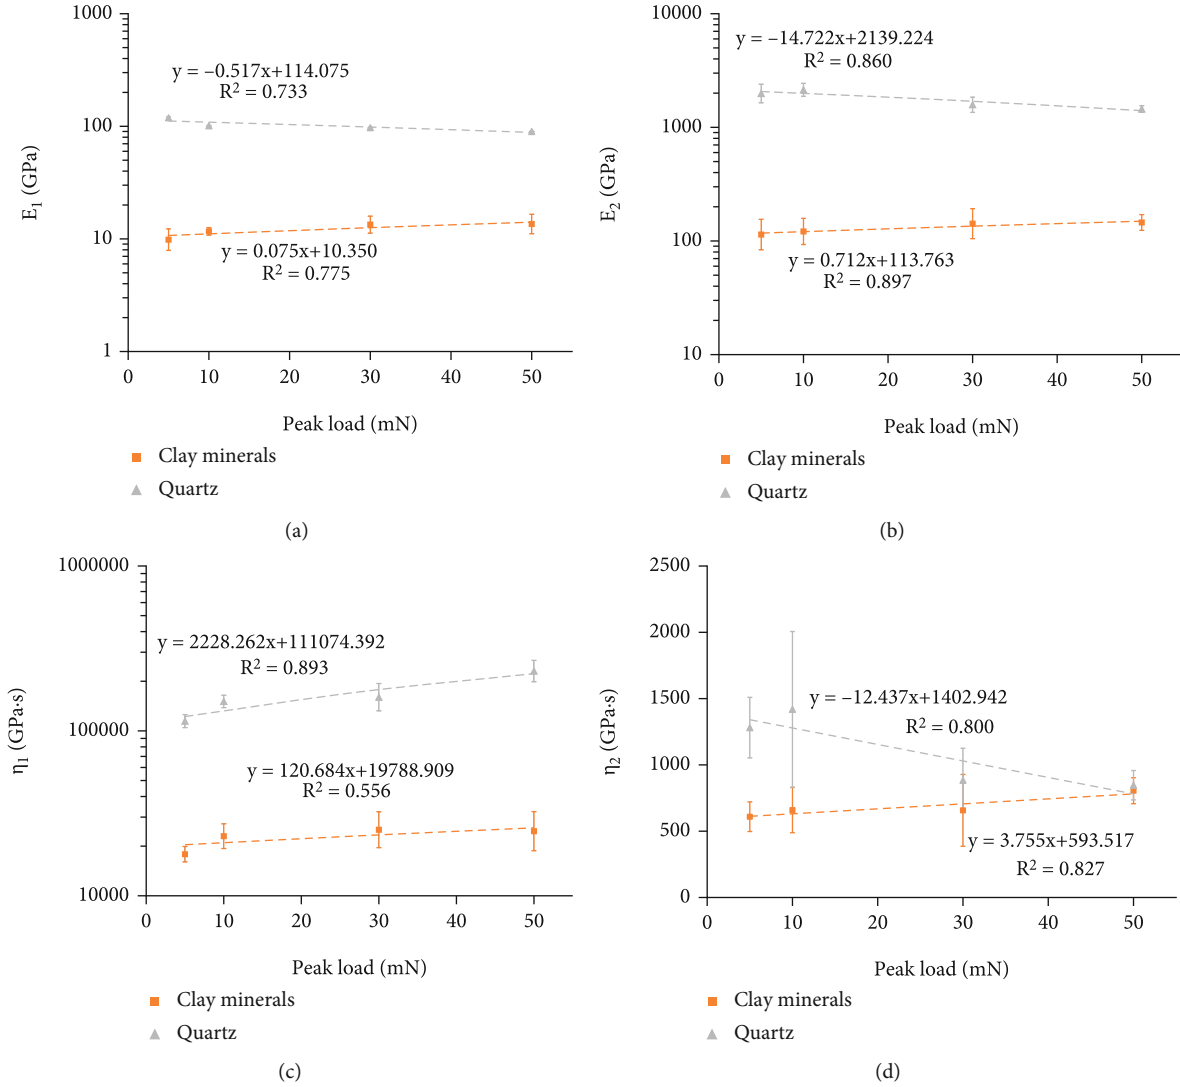 1000
100
10
1
E1 (GPa)
y = –0.517x+114.075
R2 = 0.733
y = 0.075x+10.350
R2 = 0.775
0 10 20 30 40 50
Peak load (mN)
Clay minerals
Quartz
(a)
10000
1000
100
10
E2 (GPa)
y = –14.722x+2139.224
R2 = 0.860
y = 0.712x+113.763
R2 = 0.897
0 10 20 30 40 50
Peak load (mN)
Clay minerals
Quartz
(b)
1000000
100000
10000
η1 (GPa·s)
y = 2228.262x+111074.392
R2 = 0.893
y = 120.684x+19788.909
R2 = 0.556
0 10 20 30 40 50
Peak load (mN)
Clay minerals
Quartz
(c)
2500
2000
1500
1000
500
0
η2 (GPa·s)
y = –12.437x+1402.942
R2 = 0.800
y = 3.755x+593.517
R2 = 0.827
0 10 20 30 40 50
Peak load (mN)
Clay minerals
Quartz
(d)